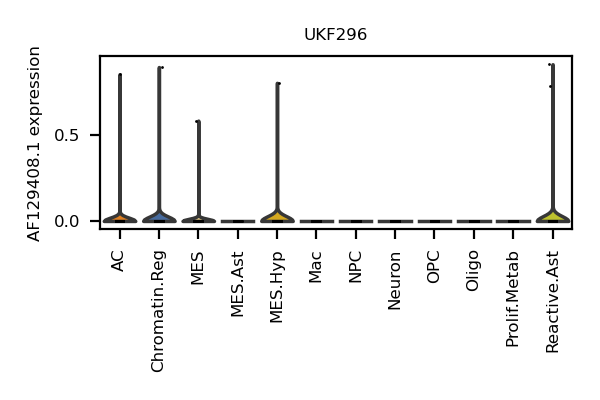 UKF296
AF129408.1 expression
0.5
0.0
AC
Chromatin.Reg
MES
MES.Ast
MES.Hyp
Mac
NPC
Neuron
OPC
Oligo
Prolif.Metab
Reactive.Ast